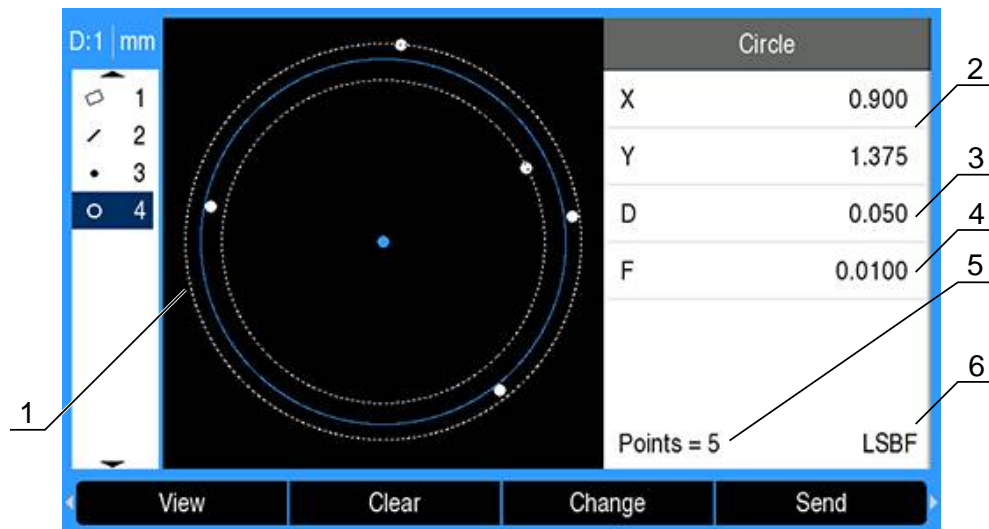 D:1 mm
Circle
1
2
3
4
X 0.900
Y 1.375
D 0.050
F 0.0100
Points = 5 LSBF
View Clear Change Send
1
2
3
4
5
6